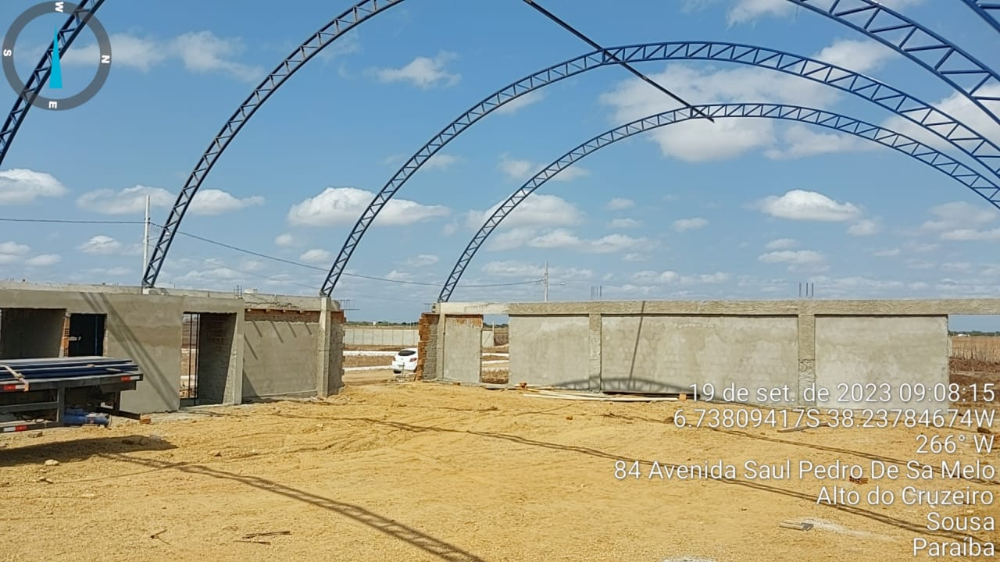 W
S
N
E
19 de set. de 2023 09:08:15
6.73809417S 38.23784674W
266° W
84 Avenida Saul Pedro De Sa Melo
Alto do Cruzeiro
Sousa
Paraíba